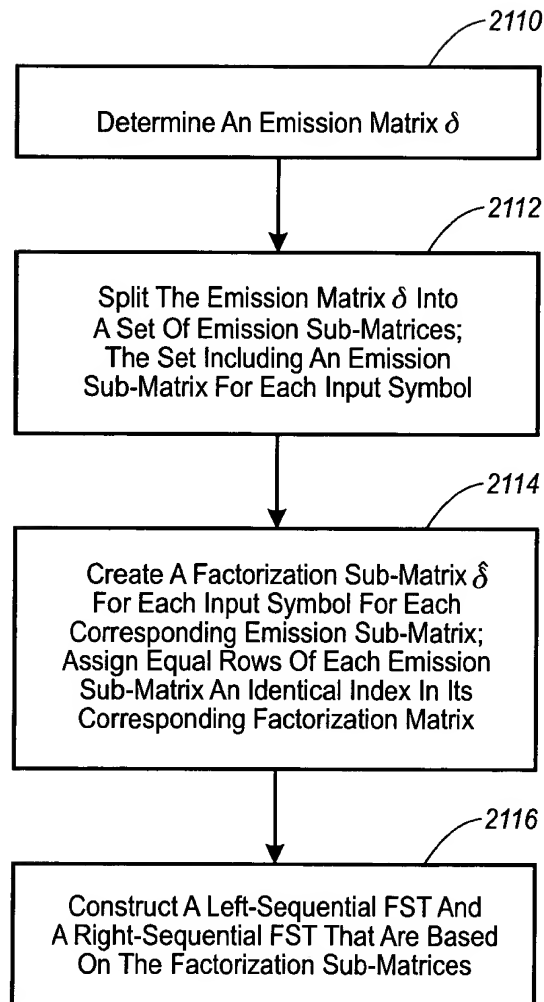 2110
Determine An Emission Matrix δ
2112
Split The Emission Matrix δ Into
A Set Of Emission Sub-Matrices;
The Set Including An Emission
Sub-Matrix For Each Input Symbol
2114
Create A Factorization Sub-Matrix δ̂
For Each Input Symbol For Each
Corresponding Emission Sub-Matrix;
Assign Equal Rows Of Each Emission
Sub-Matrix An Identical Index In Its
Corresponding Factorization Matrix
2116
Construct A Left-Sequential FST And
A Right-Sequential FST That Are Based
On The Factorization Sub-Matrices